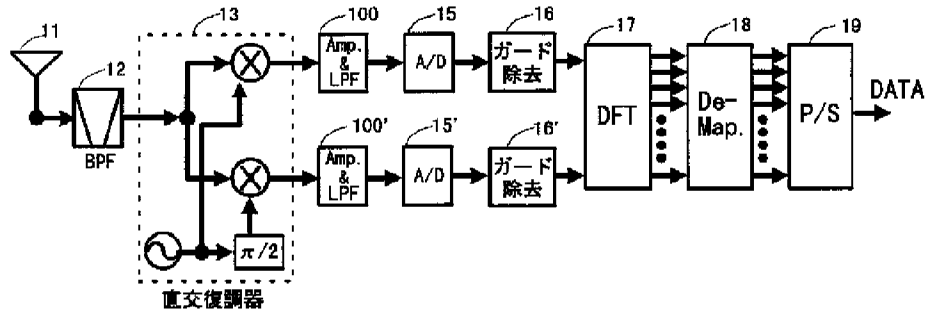 11
12
BPF
13
π/2
直交復調器
100
Amp.
&
LPF
15
A/D
16
ガード
除去
100'
Amp.
&
LPF
15'
A/D
16'
ガード
除去
17
DFT
18
De-
Map.
19
P/S
DATA